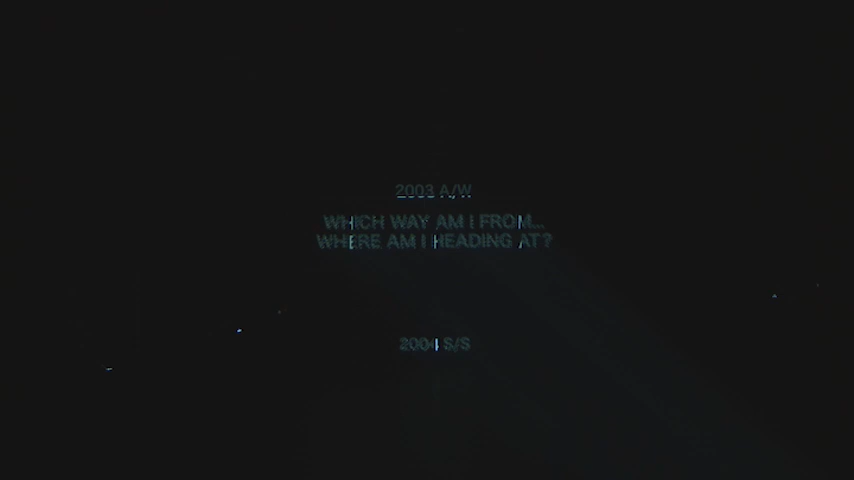 2003 A/W
WHICH WAY AM I FROM...
WHERE AM I HEADING AT?
2004 S/S